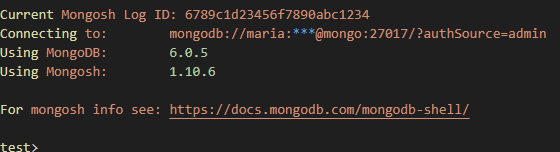 Current Mongosh Log ID: 6789c1d23456f7890abc1234
Connecting to: mongodb://maria:***@mongo:27017/?authSource=admin
Using MongoDB: 6.0.5
Using Mongosh: 1.10.6
For mongosh info see: https://docs.mongodb.com/mongodb-shell/
test>